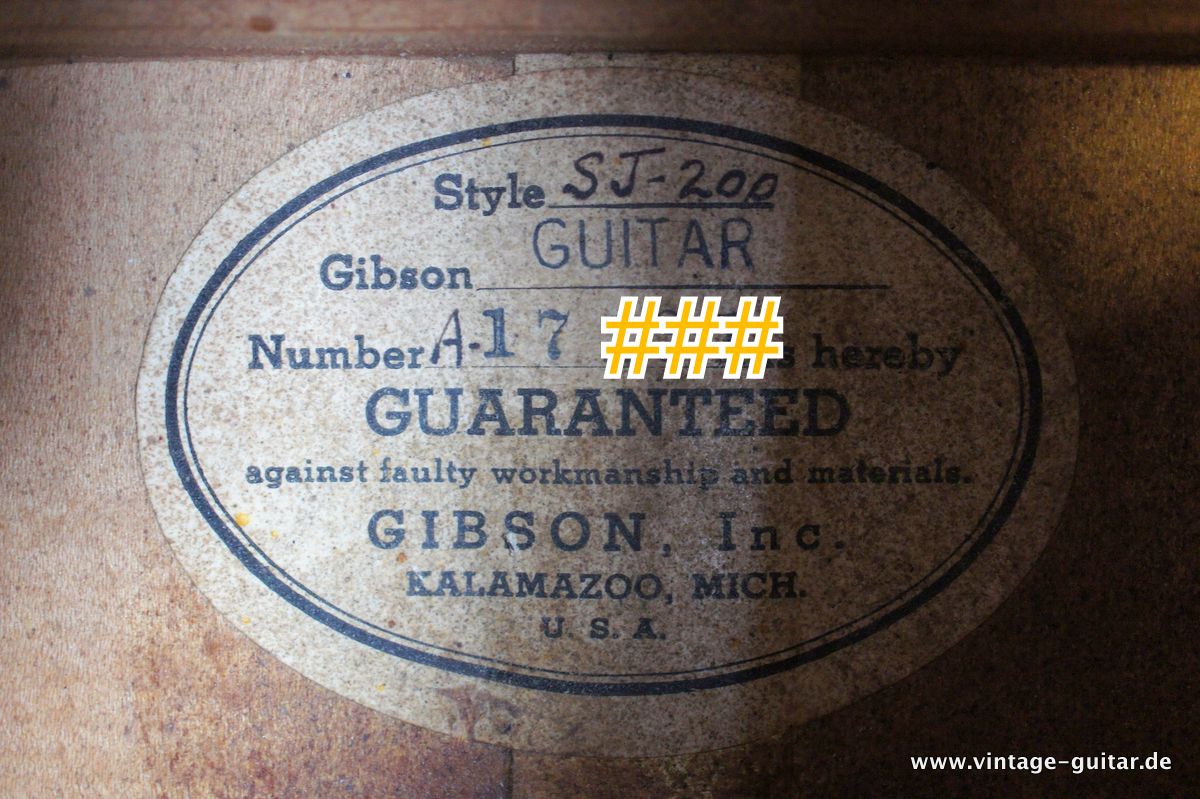 Style SJ-200
Gibson GUITAR
Number A-17 ### is hereby
GUARANTEED
against faulty workmanship and materials.
GIBSON, Inc.
KALAMAZOO, MICH.
U. S. A.
www.vintage-guitar.de